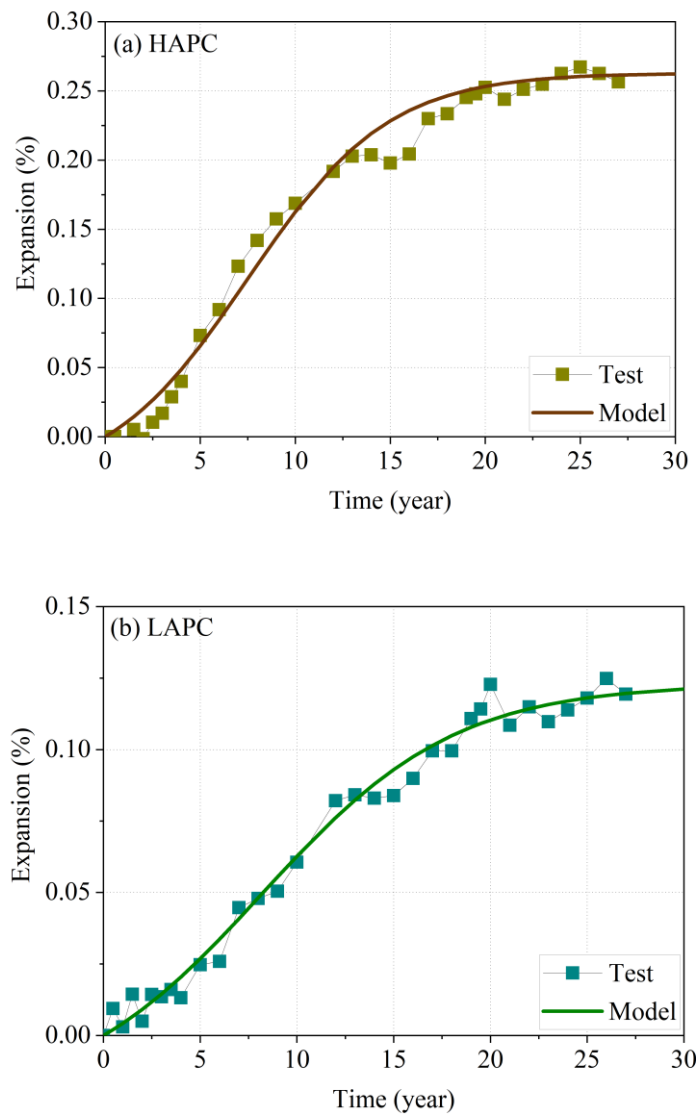 (a) HAPC
0.30
0.25
0.20
0.15
0.10
0.05
0.00
Expansion (%)
Test
Model
0 5 10 15 20 25 30
Time (year)
(b) LAPC
0.15
0.10
0.05
0.00
Expansion (%)
Test
Model
0 5 10 15 20 25 30
Time (year)